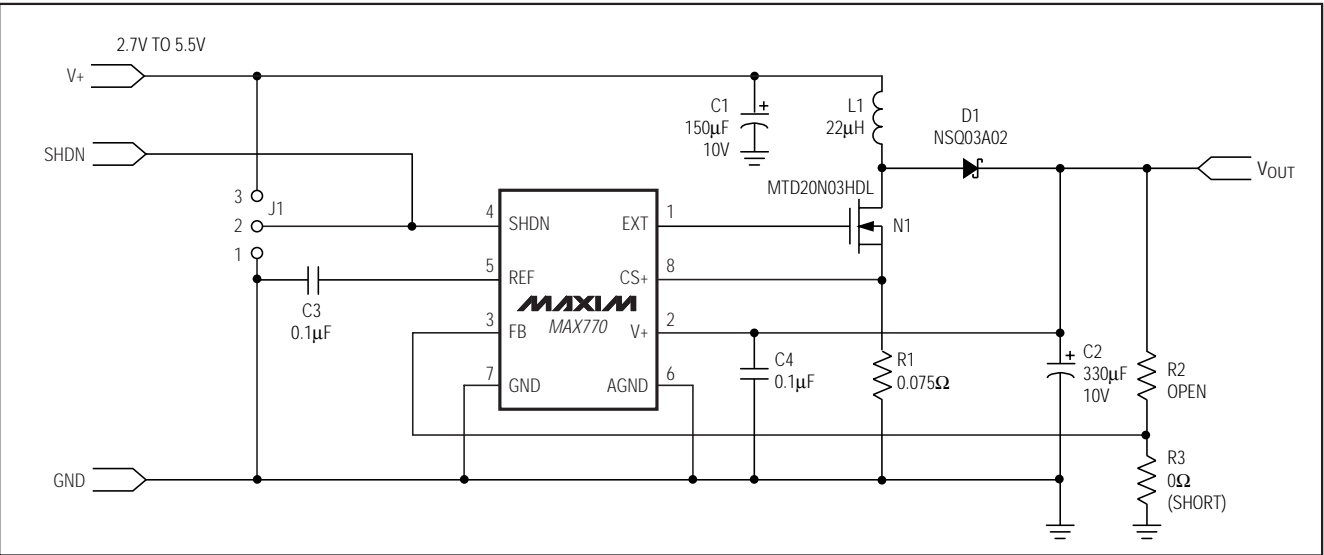 2.7V TO 5.5V
V+
SHDN
3
2
1
J1
C3
0.1µF
GND
C1
150µF
10V
+
L1
22µH
D1
NSQ03A02
VOUT
MTD20N03HDL
N1
4
SHDN
EXT
1
5
REF
CS+
8
MAXIM
MAX770
3
FB
V+
2
7
GND
AGND
6
C4
0.1µF
R1
0.075Ω
+
C2
330µF
10V
R2
OPEN
R3
0Ω
(SHORT)